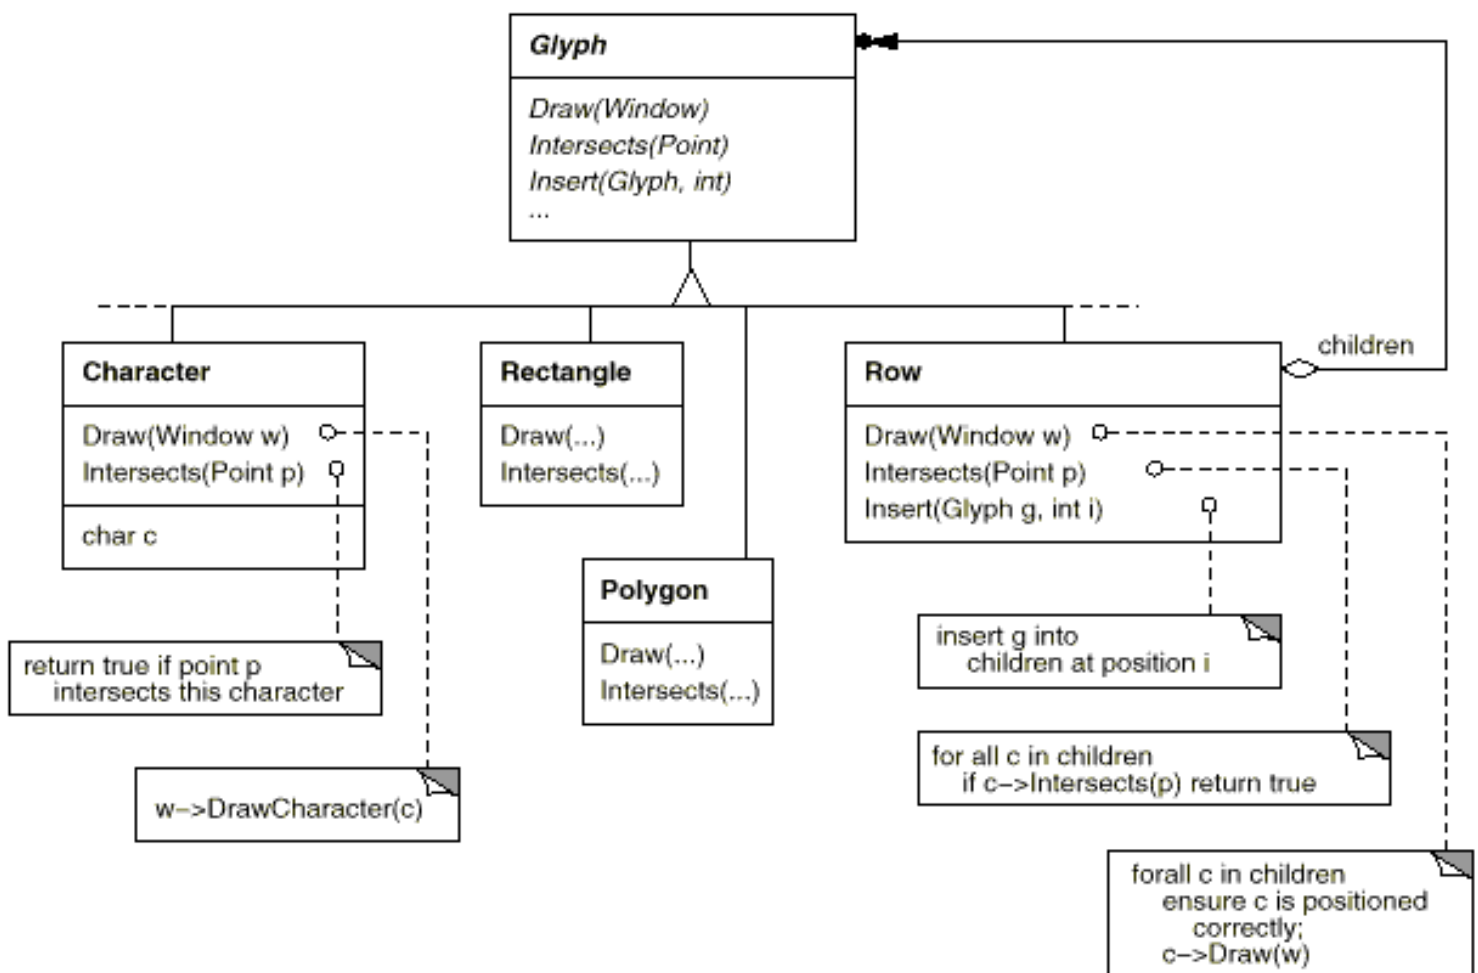 Glyph
Draw(Window)
Intersects(Point)
Insert(Glyph, int)
...
children
Character
Draw(Window w)
Intersects(Point p)
char c
Rectangle
Draw(...)
Intersects(...)
Row
Draw(Window w)
Intersects(Point p)
Insert(Glyph g, int i)
Polygon
Draw(...)
Intersects(...)
return true if point p
intersects this character
w->DrawCharacter(c)
insert g into
children at position i
for all c in children
if c->Intersects(p) return true
forall c in children
ensure c is positioned
correctly;
c->Draw(w)